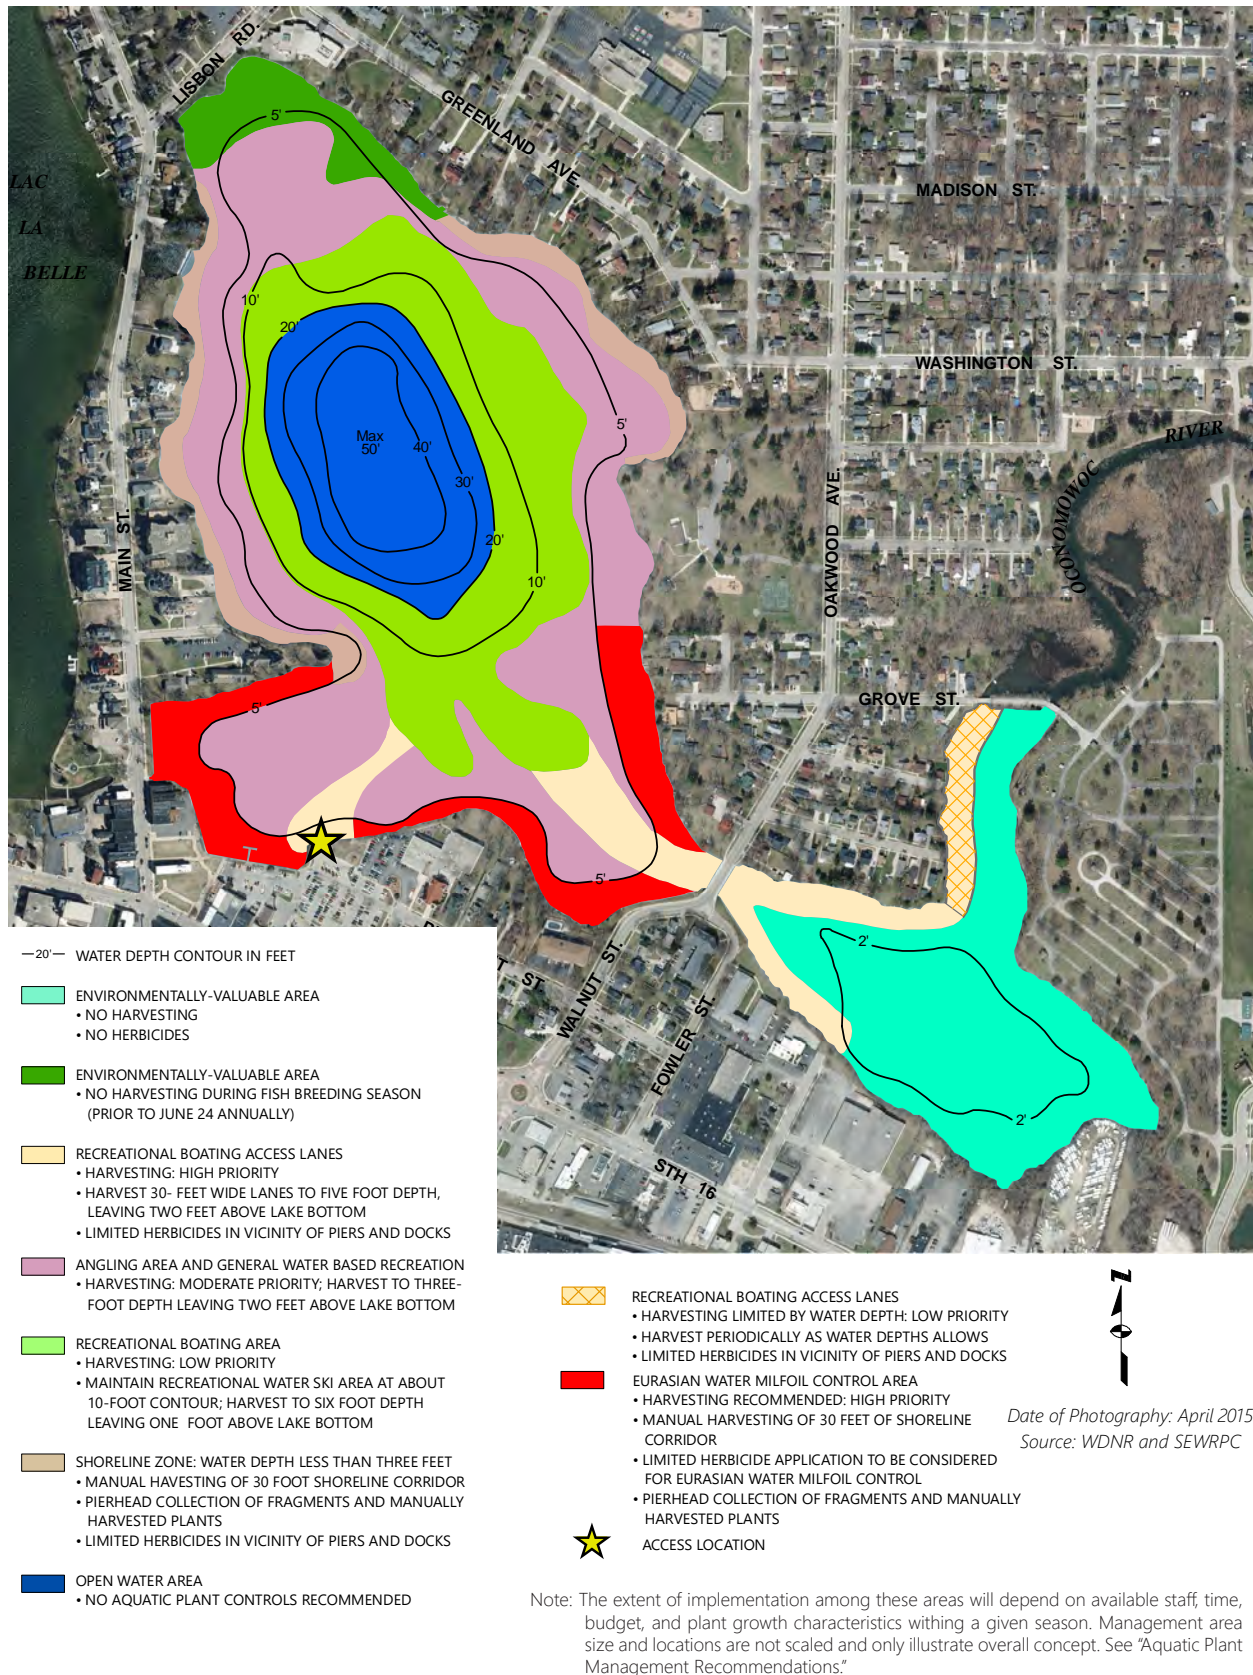 LISBON RD.
GREENLAND AVE.
MADISON ST.
LAC
LA
BELLE
WASHINGTON ST.
RIVER
OCONOMOWOC
OAKWOOD AVE.
MAIN ST.
GROVE ST.
5'
10'
20'
Max
50'
40'
30'
5'
20'
10'
5'
5'
2'
2'
ST.
WALNUT ST.
FOWLER ST.
STH 16
—20'— WATER DEPTH CONTOUR IN FEET
ENVIRONMENTALLY-VALUABLE AREA
• NO HARVESTING
• NO HERBICIDES
ENVIRONMENTALLY-VALUABLE AREA
• NO HARVESTING DURING FISH BREEDING SEASON
(PRIOR TO JUNE 24 ANNUALLY)
RECREATIONAL BOATING ACCESS LANES
• HARVESTING: HIGH PRIORITY
• HARVEST 30- FEET WIDE LANES TO FIVE FOOT DEPTH,
LEAVING TWO FEET ABOVE LAKE BOTTOM
• LIMITED HERBICIDES IN VICINITY OF PIERS AND DOCKS
ANGLING AREA AND GENERAL WATER BASED RECREATION
• HARVESTING: MODERATE PRIORITY; HARVEST TO THREE-
FOOT DEPTH LEAVING TWO FEET ABOVE LAKE BOTTOM
RECREATIONAL BOATING AREA
• HARVESTING: LOW PRIORITY
• MAINTAIN RECREATIONAL WATER SKI AREA AT ABOUT
10-FOOT CONTOUR; HARVEST TO SIX FOOT DEPTH
LEAVING ONE FOOT ABOVE LAKE BOTTOM
SHORELINE ZONE: WATER DEPTH LESS THAN THREE FEET
• MANUAL HAVESTING OF 30 FOOT SHORELINE CORRIDOR
• PIERHEAD COLLECTION OF FRAGMENTS AND MANUALLY
HARVESTED PLANTS
• LIMITED HERBICIDES IN VICINITY OF PIERS AND DOCKS
OPEN WATER AREA
• NO AQUATIC PLANT CONTROLS RECOMMENDED
RECREATIONAL BOATING ACCESS LANES
• HARVESTING LIMITED BY WATER DEPTH: LOW PRIORITY
• HARVEST PERIODICALLY AS WATER DEPTHS ALLOWS
• LIMITED HERBICIDES IN VICINITY OF PIERS AND DOCKS
EURASIAN WATER MILFOIL CONTROL AREA
• HARVESTING RECOMMENDED: HIGH PRIORITY
• MANUAL HARVESTING OF 30 FEET OF SHORELINE
CORRIDOR
• LIMITED HERBICIDE APPLICATION TO BE CONSIDERED
FOR EURASIAN WATER MILFOIL CONTROL
• PIERHEAD COLLECTION OF FRAGMENTS AND MANUALLY
HARVESTED PLANTS
ACCESS LOCATION
Z
Date of Photography: April 2015
Source: WDNR and SEWRPC
Note: The extent of implementation among these areas will depend on available staff, time,
budget, and plant growth characteristics withing a given season. Management area
size and locations are not scaled and only illustrate overall concept. See “Aquatic Plant
Management Recommendations.”